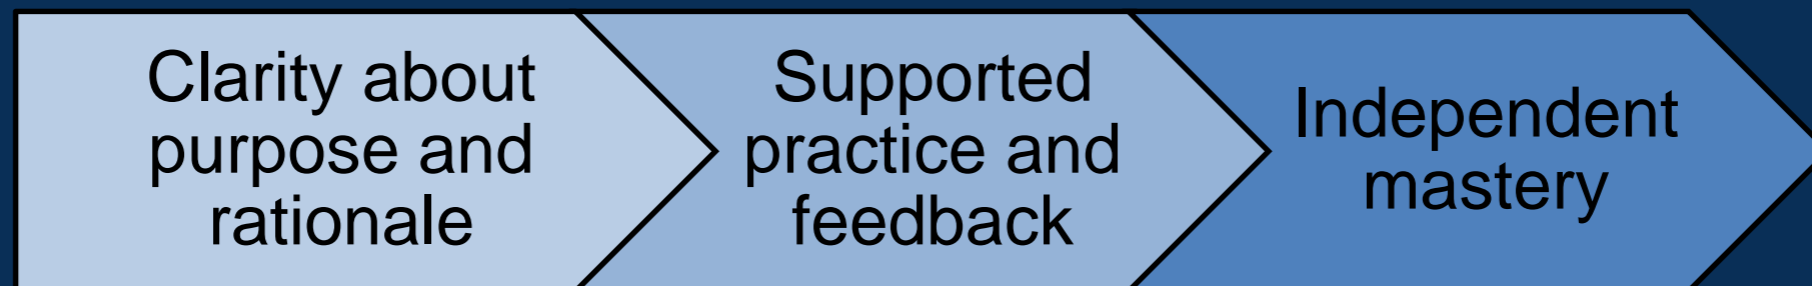 Clarity about
purpose and
rationale
Supported
practice and
feedback
Independent
mastery